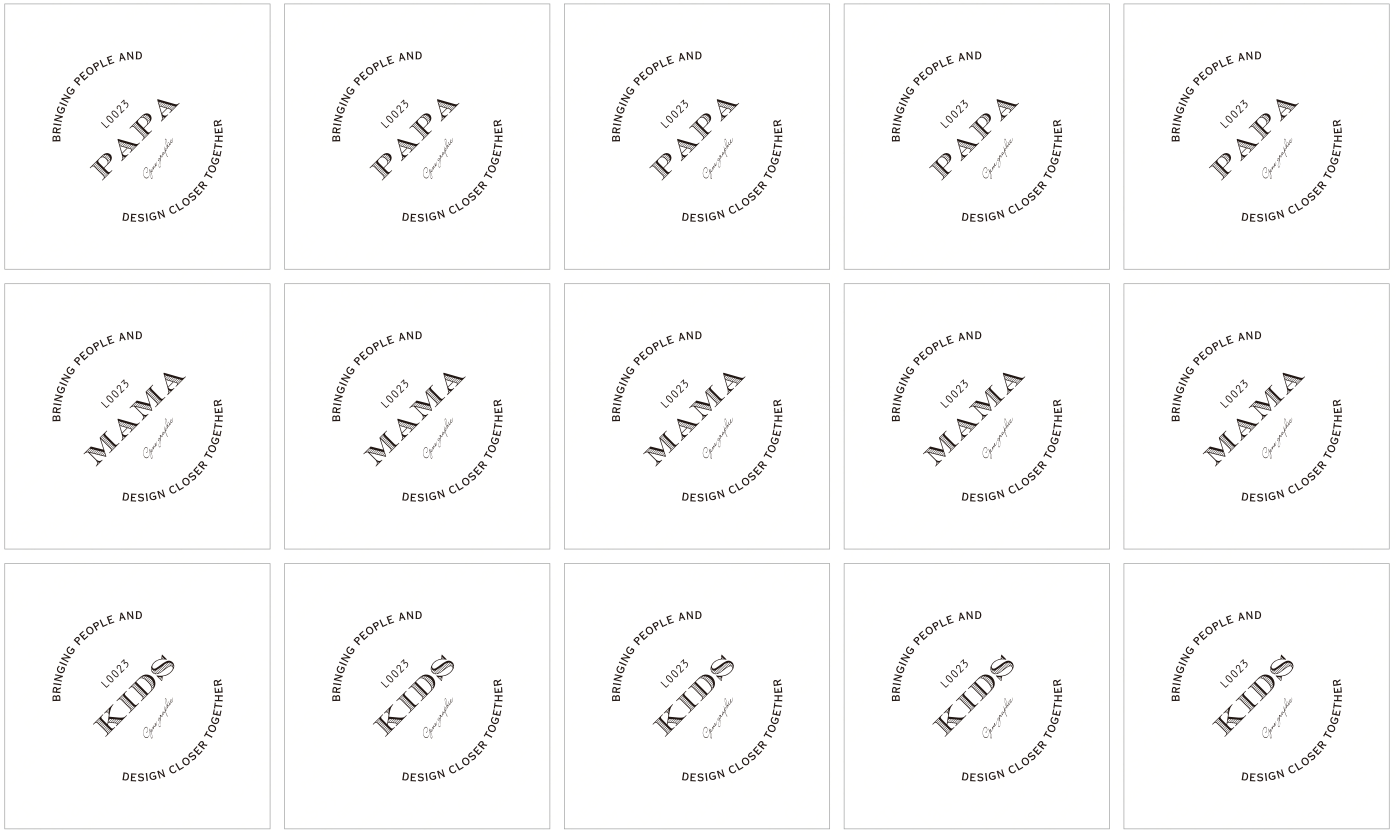 BRINGING PEOPLE AND
L0023
PAPA
DESIGN CLOSER TOGETHER
BRINGING PEOPLE AND
L0023
PAPA
DESIGN CLOSER TOGETHER
BRINGING PEOPLE AND
L0023
PAPA
DESIGN CLOSER TOGETHER
BRINGING PEOPLE AND
L0023
PAPA
DESIGN CLOSER TOGETHER
BRINGING PEOPLE AND
L0023
PAPA
DESIGN CLOSER TOGETHER
BRINGING PEOPLE AND
L0023
MAMA
DESIGN CLOSER TOGETHER
BRINGING PEOPLE AND
L0023
MAMA
DESIGN CLOSER TOGETHER
BRINGING PEOPLE AND
L0023
MAMA
DESIGN CLOSER TOGETHER
BRINGING PEOPLE AND
L0023
MAMA
DESIGN CLOSER TOGETHER
BRINGING PEOPLE AND
L0023
MAMA
DESIGN CLOSER TOGETHER
BRINGING PEOPLE AND
L0023
KIDS
DESIGN CLOSER TOGETHER
BRINGING PEOPLE AND
L0023
KIDS
DESIGN CLOSER TOGETHER
BRINGING PEOPLE AND
L0023
KIDS
DESIGN CLOSER TOGETHER
BRINGING PEOPLE AND
L0023
KIDS
DESIGN CLOSER TOGETHER
BRINGING PEOPLE AND
L0023
KIDS
DESIGN CLOSER TOGETHER